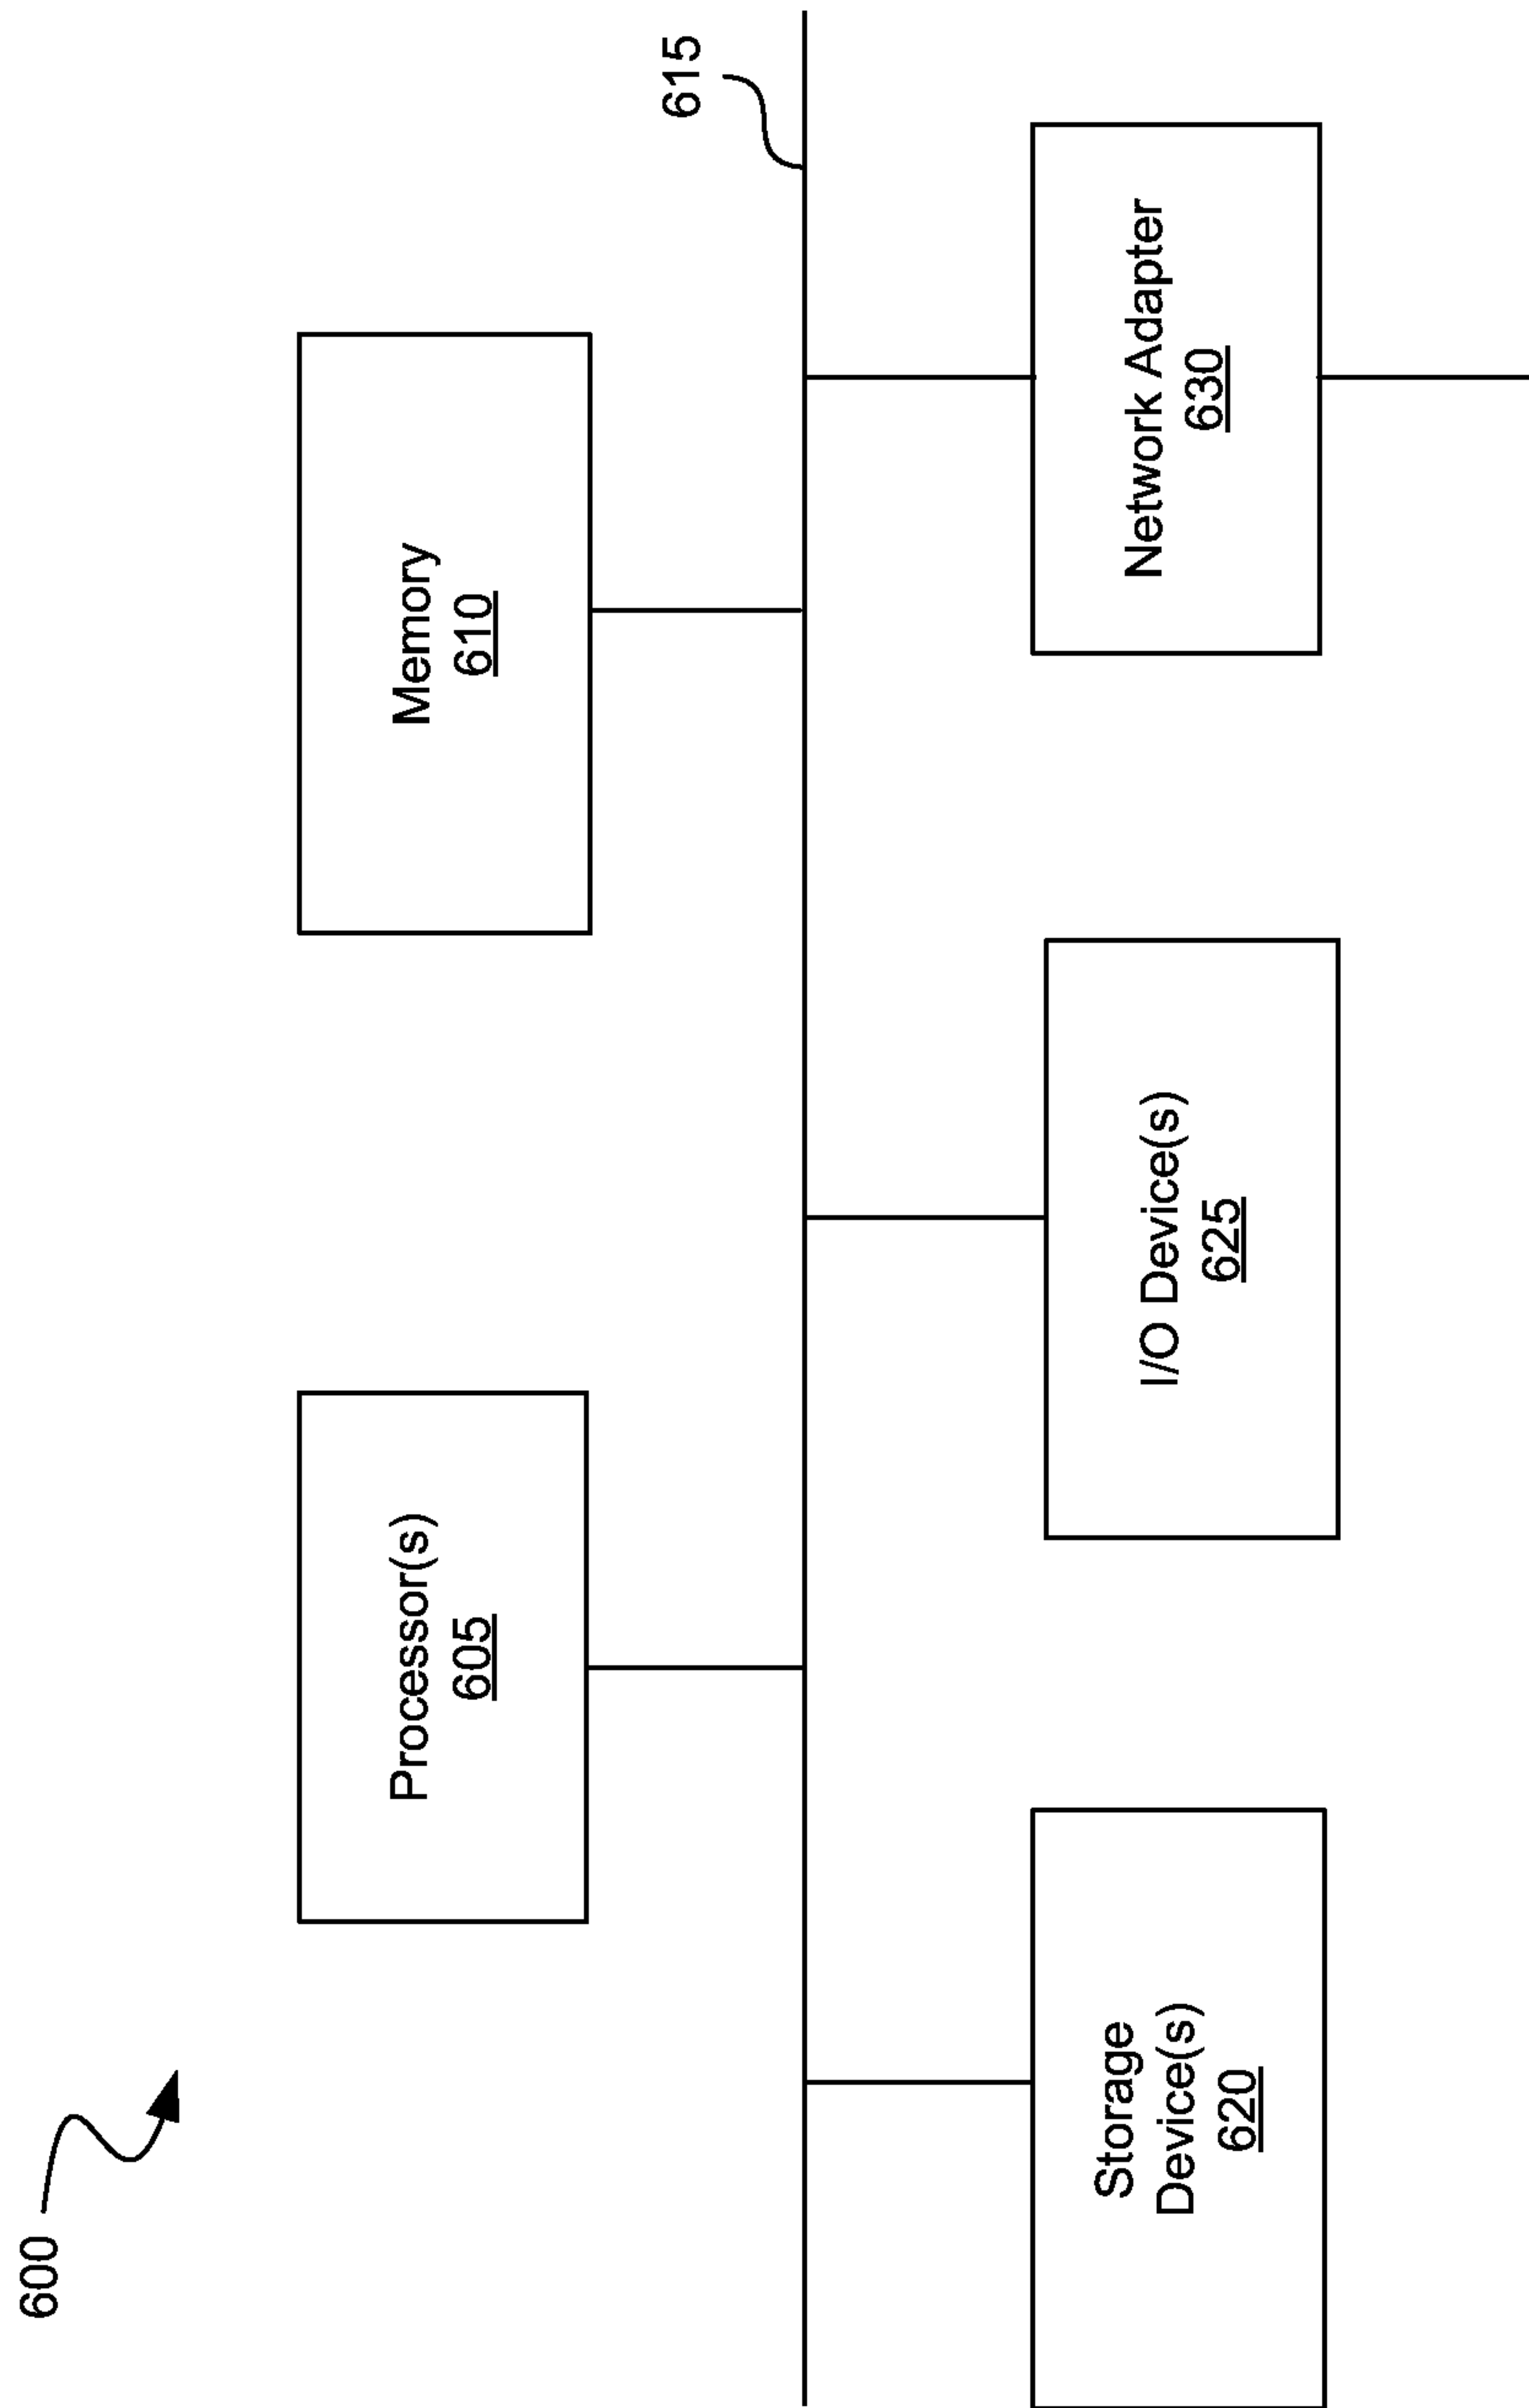 600
Processor(s)
605
Memory
610
615
Storage
Device(s)
620
I/O Device(s)
625
Network Adapter
630